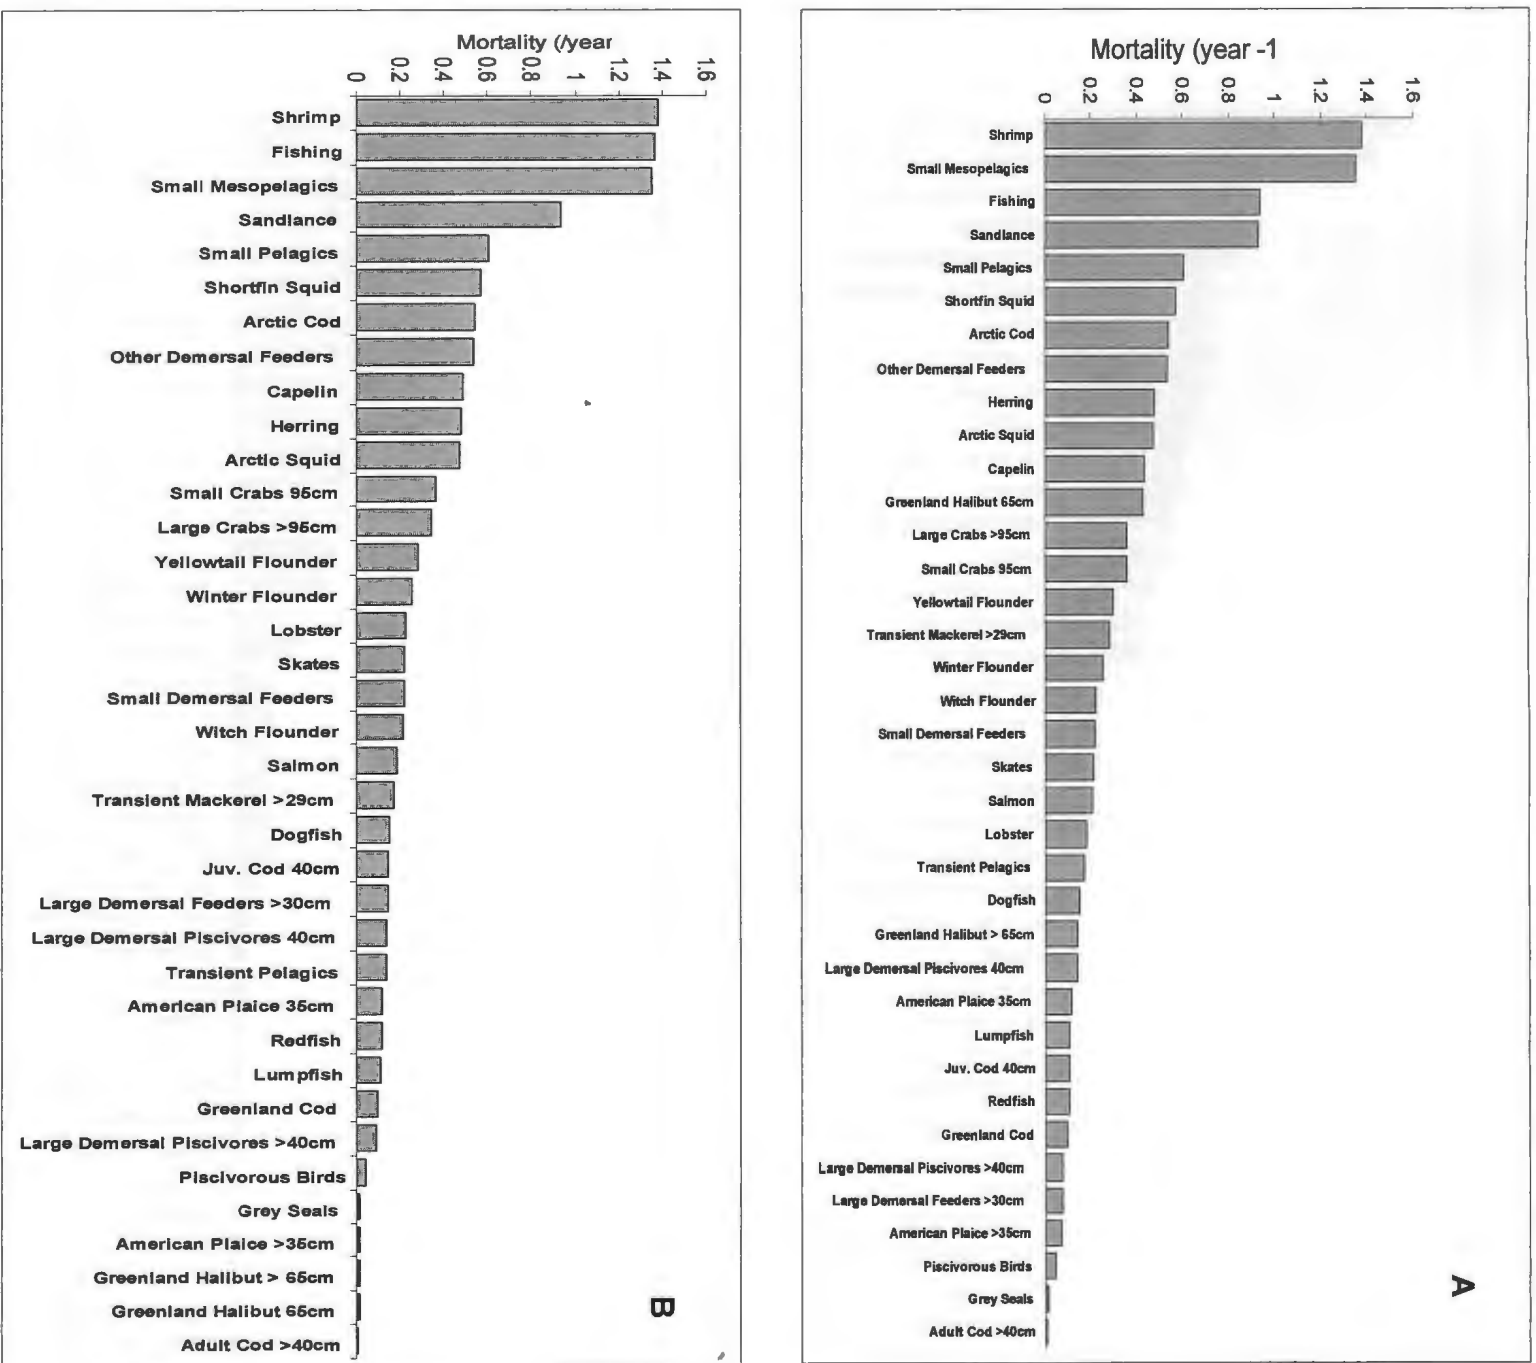 Mortality (/year
0
0.2
0.4
0.6
0.8
1
1.2
1.4
1.6
Shrimp
Fishing
Small Mesopelagics
Sandlance
Small Pelagics
Shortfin Squid
Arctic Cod
Other Demersal Feeders
Capelin
Herring
Arctic Squid
Small Crabs 95cm
Large Crabs >95cm
Yellowtail Flounder
Winter Flounder
Lobster
Skates
Small Demersal Feeders
Witch Flounder
Salmon
Transient Mackerel >29cm
Dogfish
Juv. Cod 40cm
Large Demersal Feeders >30cm
Large Demersal Piscivores 40cm
Transient Pelagics
American Plaice 35cm
Redfish
Lumpfish
Greenland Cod
Large Demersal Piscivores >40cm
Piscivorous Birds
Grey Seals
American Plaice >35cm
Greenland Halibut > 65cm
Greenland Halibut 65cm
Adult Cod >40cm
B
Mortality (year -1
0
0.2
0.4
0.6
0.8
1
1.2
1.4
1.6
Shrimp
Small Mesopelagics
Fishing
Sandlance
Small Pelagics
Shortfin Squid
Arctic Cod
Other Demersal Feeders
Herring
Arctic Squid
Capelin
Greenland Halibut 65cm
Large Crabs >95cm
Small Crabs 95cm
Yellowtail Flounder
Transient Mackerel >29cm
Winter Flounder
Witch Flounder
Small Demersal Feeders
Skates
Salmon
Lobster
Transient Pelagics
Dogfish
Greenland Halibut > 65cm
Large Demersal Piscivores 40cm
American Plaice 35cm
Lumpfish
Juv. Cod 40cm
Redfish
Greenland Cod
Large Demersal Piscivores >40cm
Large Demersal Feeders >30cm
American Plaice >35cm
Piscivorous Birds
Grey Seals
Adult Cod >40cm
A